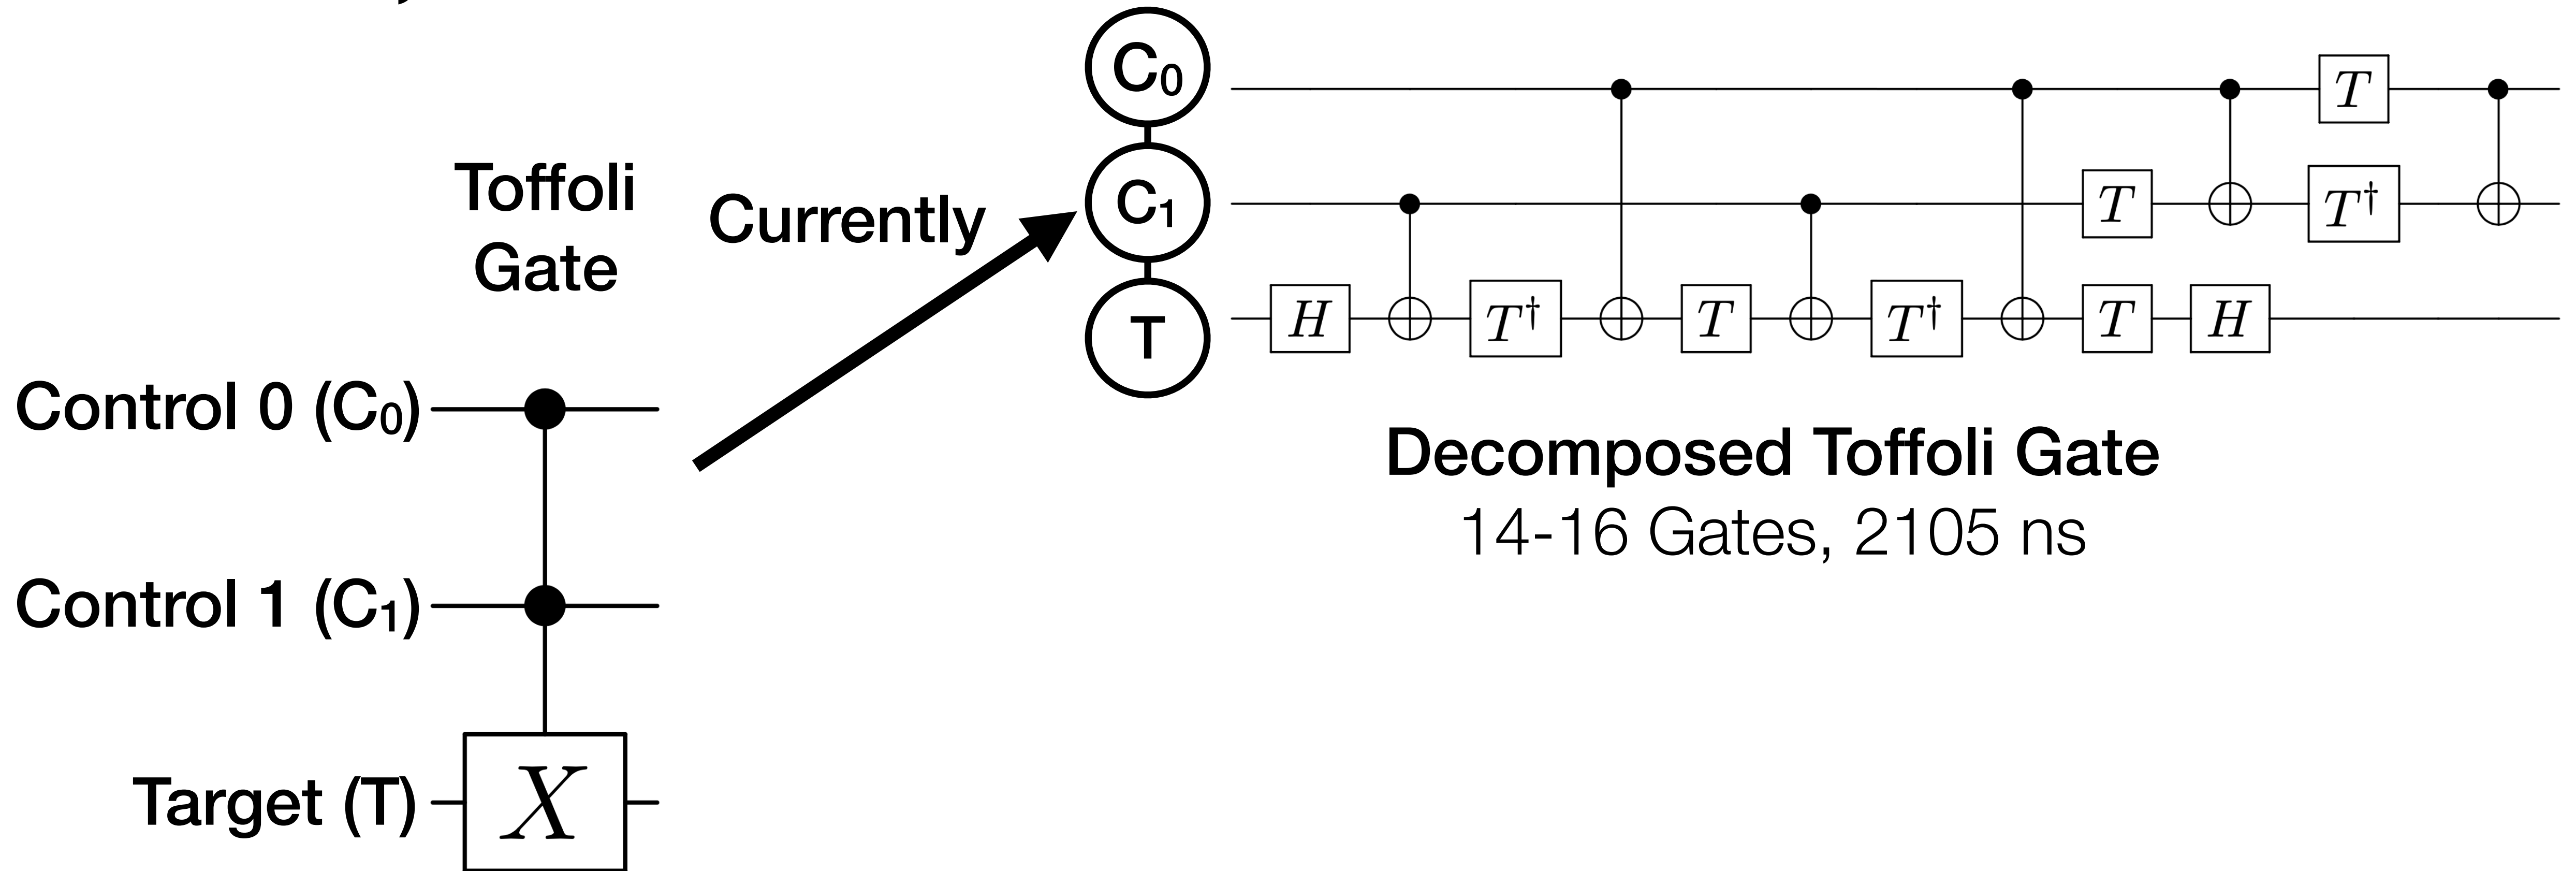 Toffoli
Gate
Currently
Control 0 (C₀)
Control 1 (C₁)
Target (T)
X
C₀
C₁
T
T
T T†
H T† T T† T H
Decomposed Toffoli Gate
14-16 Gates, 2105 ns